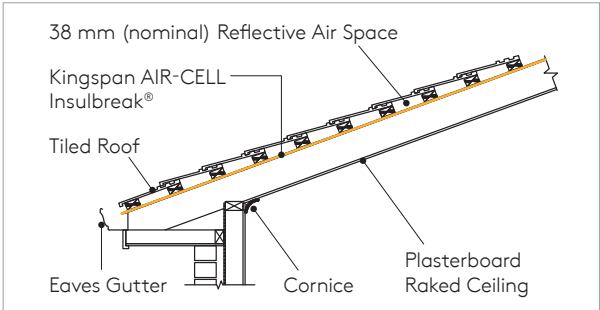 38 mm (nominal) Reflective Air Space
Kingspan AIR-CELL
Insulbreak®
Tiled Roof
Eaves Gutter
Cornice
Plasterboard
Raked Ceiling